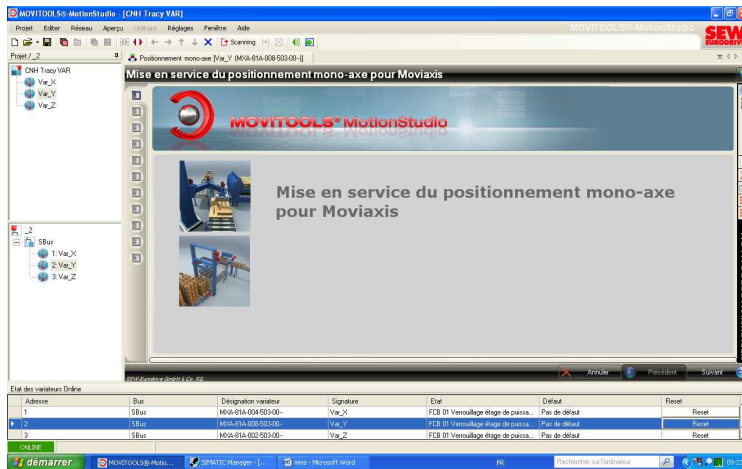 MOVITOOLS®-MotionStudio - [CNH Tracy VAR]
Projet Editer Réseau Aperçu Utilitaire Réglages Fenêtre Aide
MOVITOOLS®-MotionStudio
SEW
EURODRIVE
Scanning
Projet / _2
Positionnement mono-axe [Var_Y (MXA-81A-008-503-00--)]
CNH Tracy VAR
Var_X
Var_Y
Var_Z
Mise en service du positionnement mono-axe pour Moviaxis
MOVITOOLS® MotionStudio
Mise en service du positionnement mono-axe
pour Moviaxis
_2
SBus
1: Var_X
2: Var_Y
3: Var_Z
SEW-Eurodrive GmbH & Co. KG
Annuler Précédent Suivant
Etat des variateurs Online
Adresse Bus Désignation variateur Signature Etat Défaut Reset
1 SBus MXA-81A-004-503-00-- Var_X FCB 01 Verrouillage étage de puissa... Pas de défaut Reset
2 SBus MXA-81A-008-503-00-- Var_Y FCB 01 Verrouillage étage de puissa... Pas de défaut Reset
3 SBus MXA-81A-002-503-00-- Var_Z FCB 01 Verrouillage étage de puissa... Pas de défaut Reset
ONLINE
démarrer MOVITOOLS®-Motio... SIMATIC Manager - [... mms - Microsoft Word FR Rechercher sur l'ordinateur